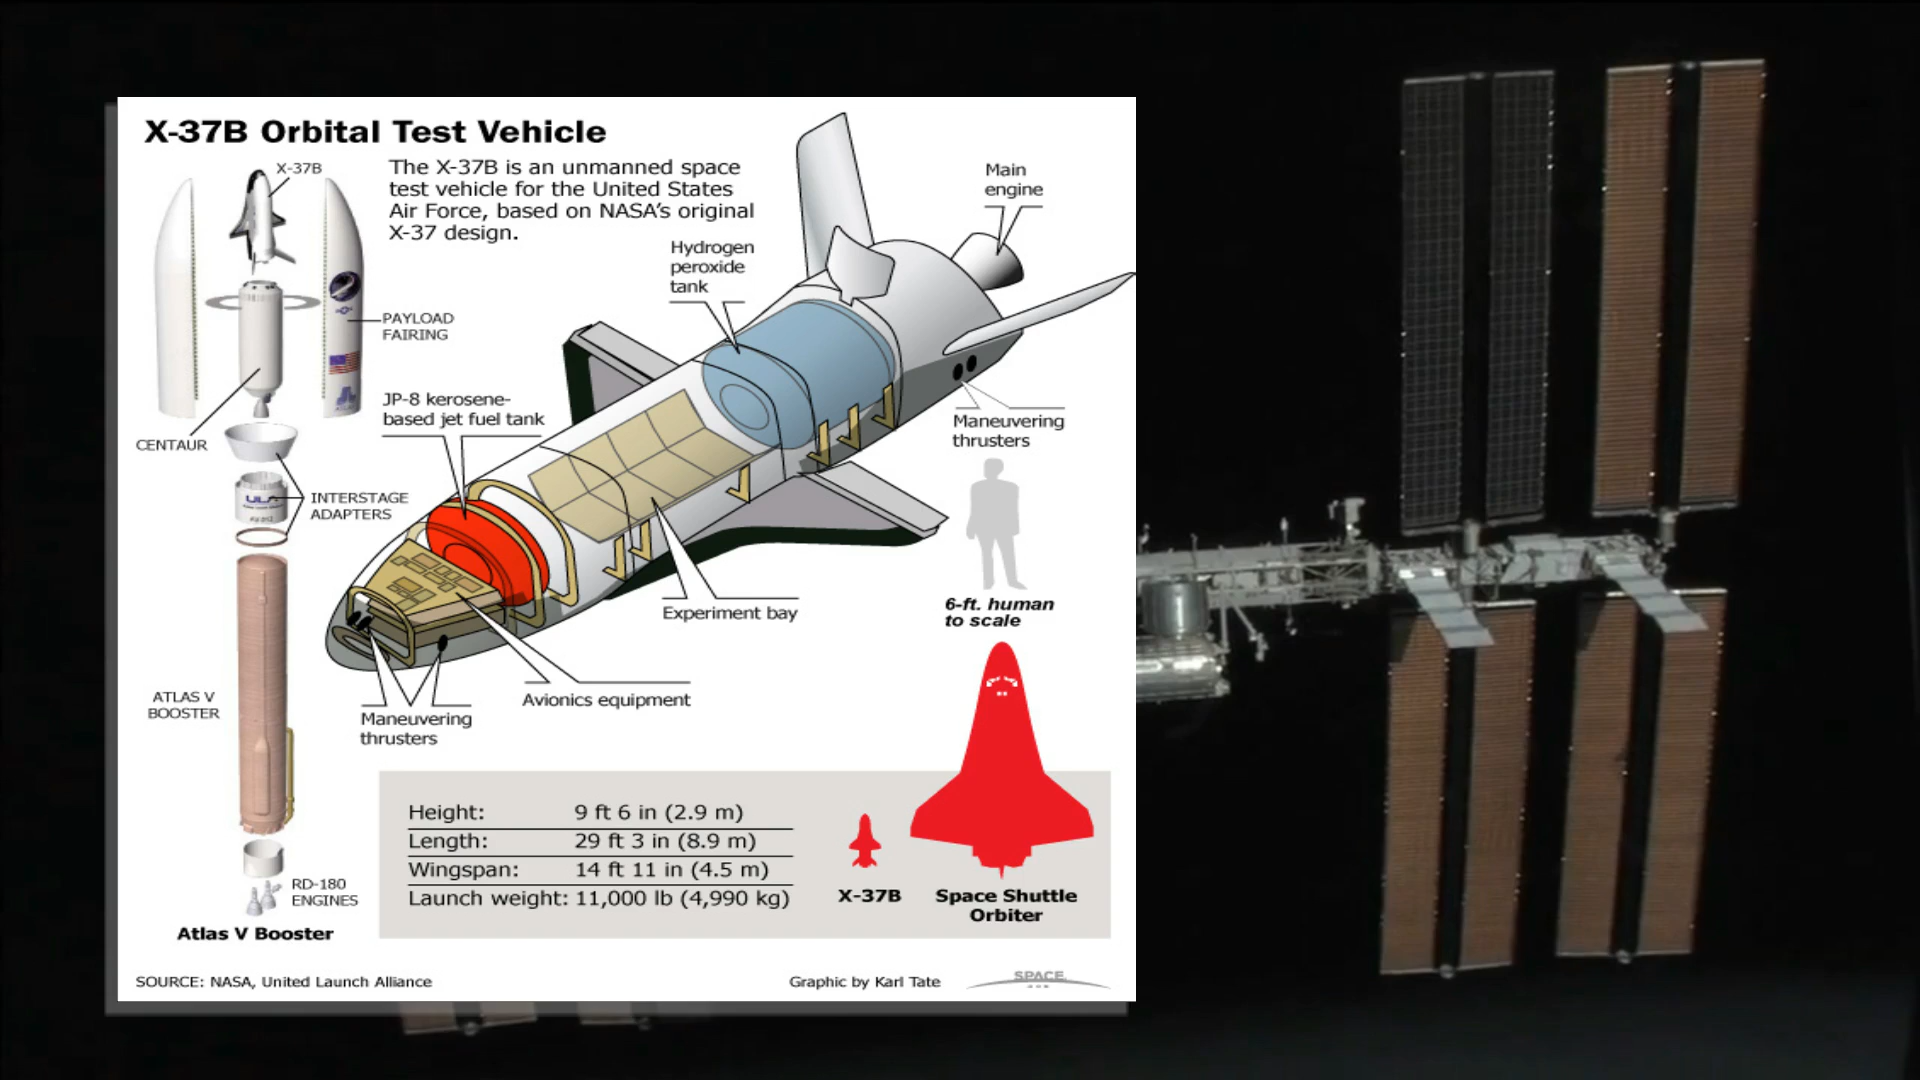 X-37B Orbital Test Vehicle
The X-37B is an unmanned space
test vehicle for the United States
Air Force, based on NASA's original
X-37 design.
X-37B
PAYLOAD
FAIRING
CENTAUR
INTERSTAGE
ADAPTERS
ULA
ATLAS V
BOOSTER
RD-180
ENGINES
Atlas V Booster
Main
engine
Hydrogen
peroxide
tank
JP-8 kerosene-
based jet fuel tank
Maneuvering
thrusters
Experiment bay
Avionics equipment
Maneuvering
thrusters
6-ft. human
to scale
Height: 9 ft 6 in (2.9 m)
Length: 29 ft 3 in (8.9 m)
Wingspan: 14 ft 11 in (4.5 m)
Launch weight: 11,000 lb (4,990 kg)
X-37B
Space Shuttle
Orbiter
SOURCE: NASA, United Launch Alliance
Graphic by Karl Tate
SPACE